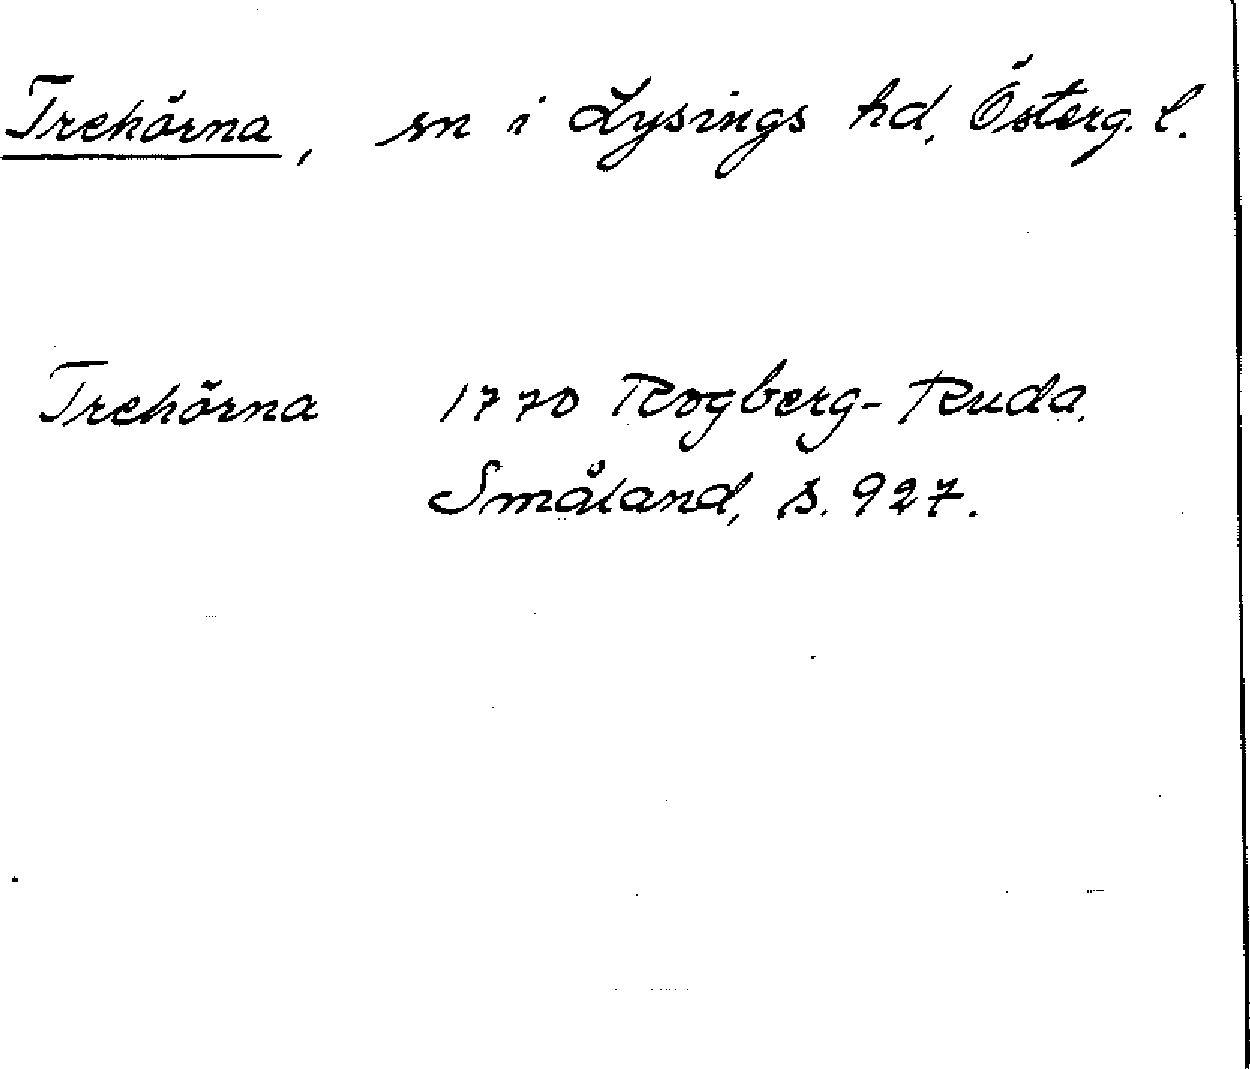 Trehörna, sn i Lysings hd, Österg. l.
Trehörna 1770 Rogberg-Ruda,
Småland, s. 927.